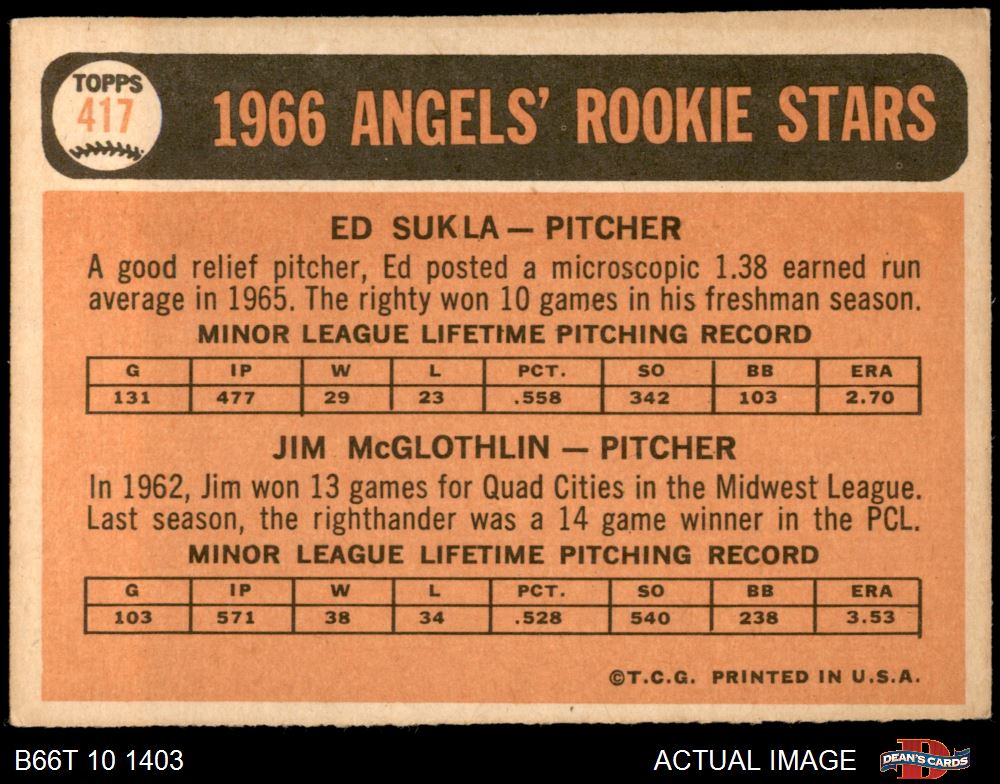 TOPPS
417
1966 ANGELS' ROOKIE STARS
ED SUKLA — PITCHER
A good relief pitcher, Ed posted a microscopic 1.38 earned run
average in 1965. The righty won 10 games in his freshman season.
MINOR LEAGUE LIFETIME PITCHING RECORD
G IP W L PCT. SO BB ERA
131 477 29 23 .558 342 103 2.70
JIM McGLOTHLIN — PITCHER
In 1962, Jim won 13 games for Quad Cities in the Midwest League.
Last season, the righthander was a 14 game winner in the PCL.
MINOR LEAGUE LIFETIME PITCHING RECORD
G IP W L PCT. SO BB ERA
103 571 38 34 .528 540 238 3.53
©T.C.G. PRINTED IN U.S.A.
B66T 10 1403 ACTUAL IMAGE DEAN'S CARDS